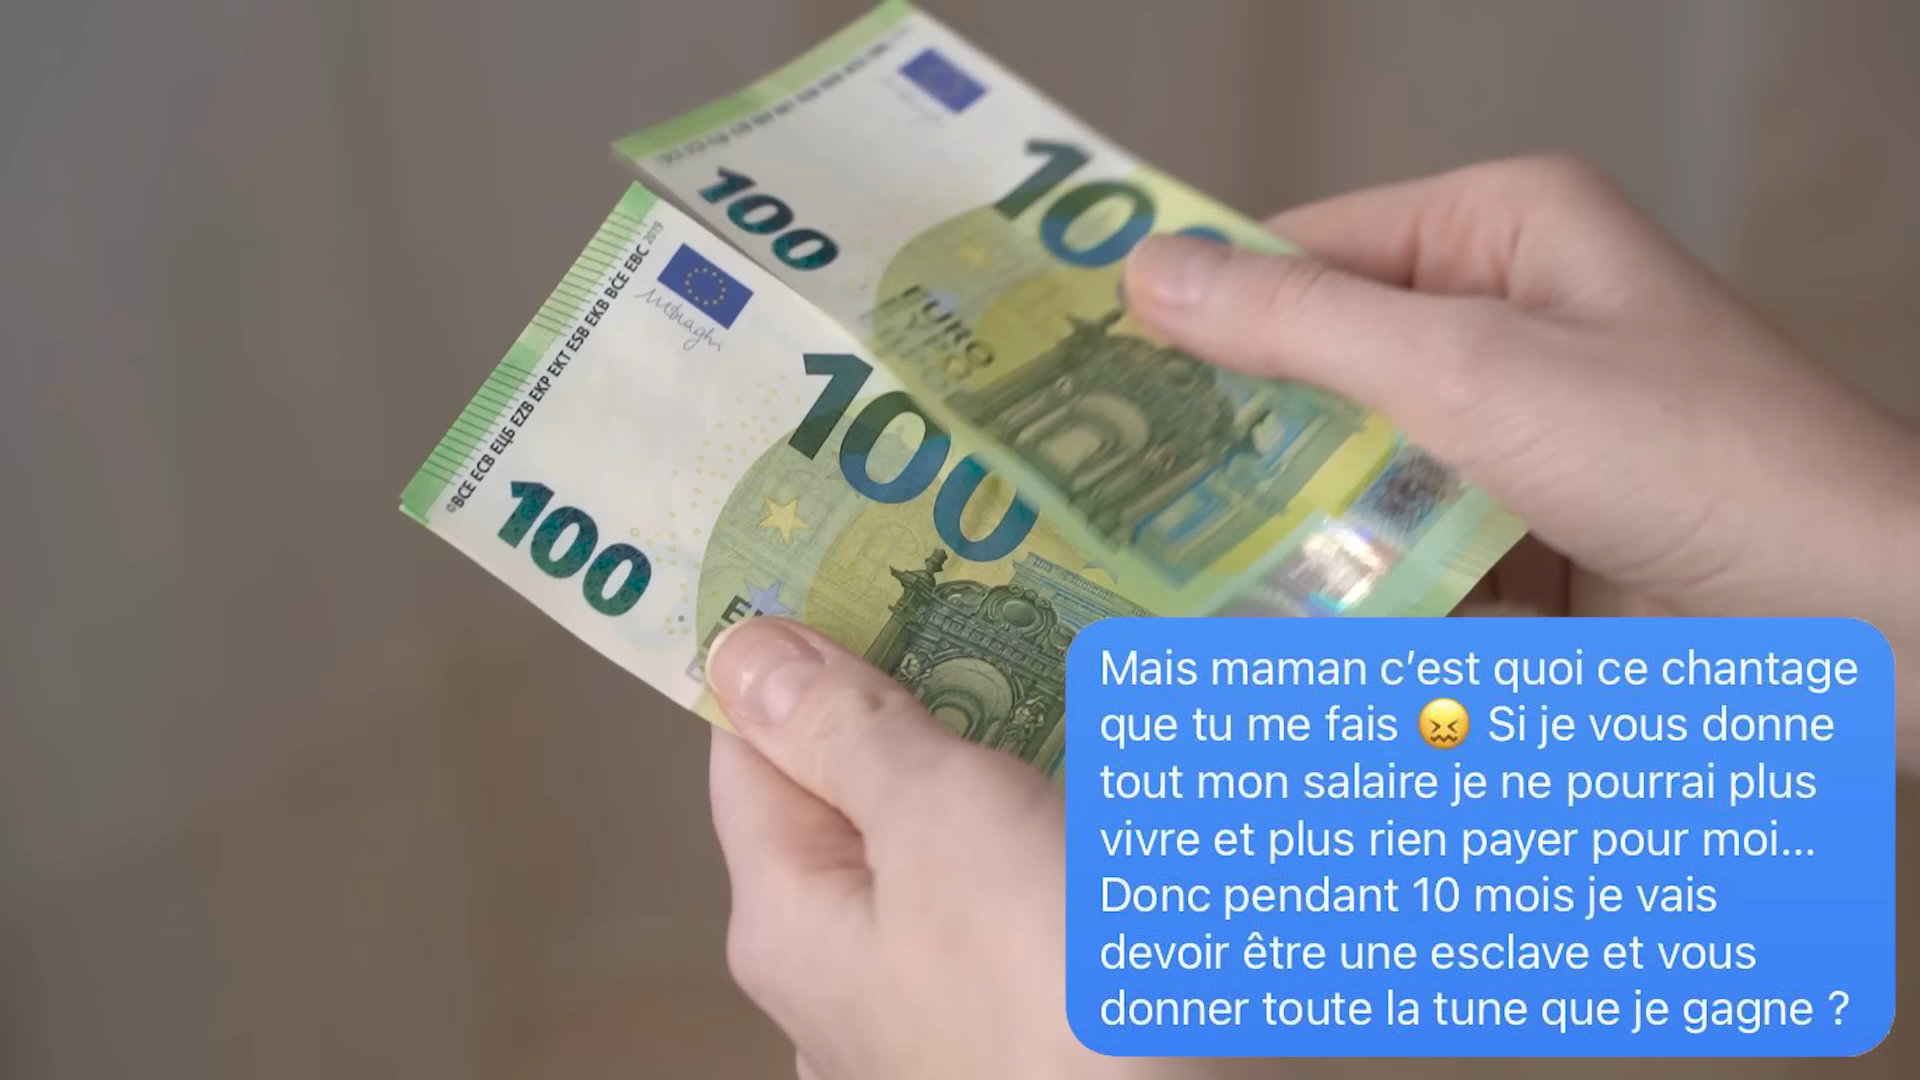 100
100
EURO
©BCE ECB ЕЦБ EZB EKP EKT ESB EKB BĊE EBC 2019
100
100
Mais maman c’est quoi ce chantage
que tu me fais 😖 Si je vous donne
tout mon salaire je ne pourrai plus
vivre et plus rien payer pour moi...
Donc pendant 10 mois je vais
devoir être une esclave et vous
donner toute la tune que je gagne ?